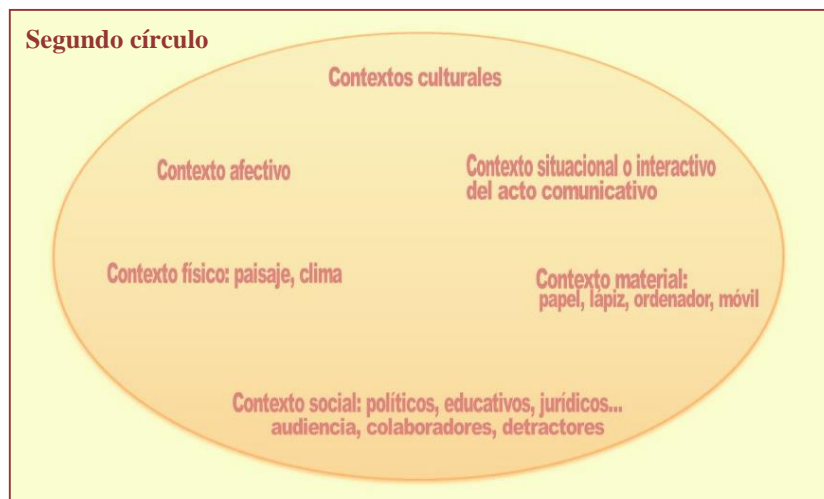 Segundo círculo
Contextos culturales
Contexto afectivo
Contexto situacional o interactivo
del acto comunicativo
Contexto físico: paisaje, clima
Contexto material:
papel, lápiz, ordenador, móvil
Contexto social: políticos, educativos, jurídicos...
audiencia, colaboradores, detractores